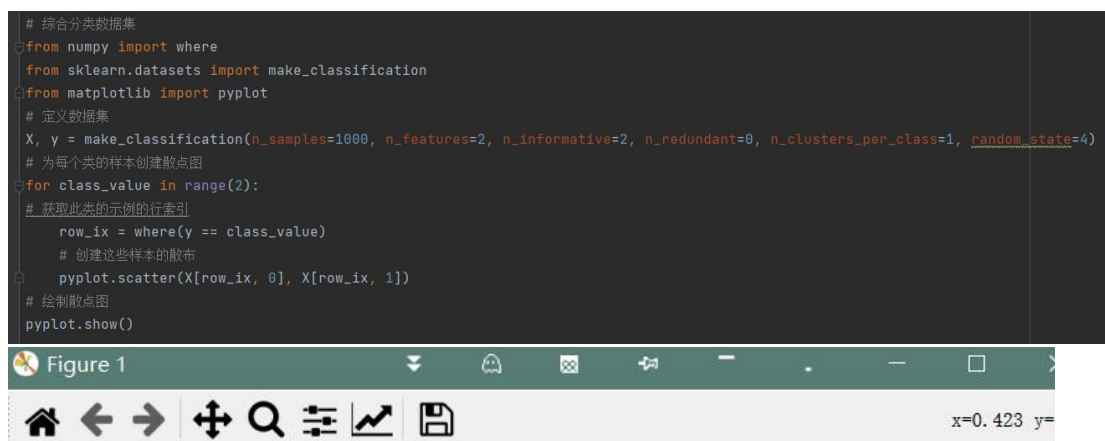 # 综合分类数据集
from numpy import where
from sklearn.datasets import make_classification
from matplotlib import pyplot
# 定义数据集
X, y = make_classification(n_samples=1000, n_features=2, n_informative=2, n_redundant=0, n_clusters_per_class=1, random_state=4)
# 为每个类的样本创建散点图
for class_value in range(2):
# 获取此类的示例的行索引
row_ix = where(y == class_value)
# 创建这些样本的散布
pyplot.scatter(X[row_ix, 0], X[row_ix, 1])
# 绘制散点图
pyplot.show()
Figure 1
x=0.423 y=